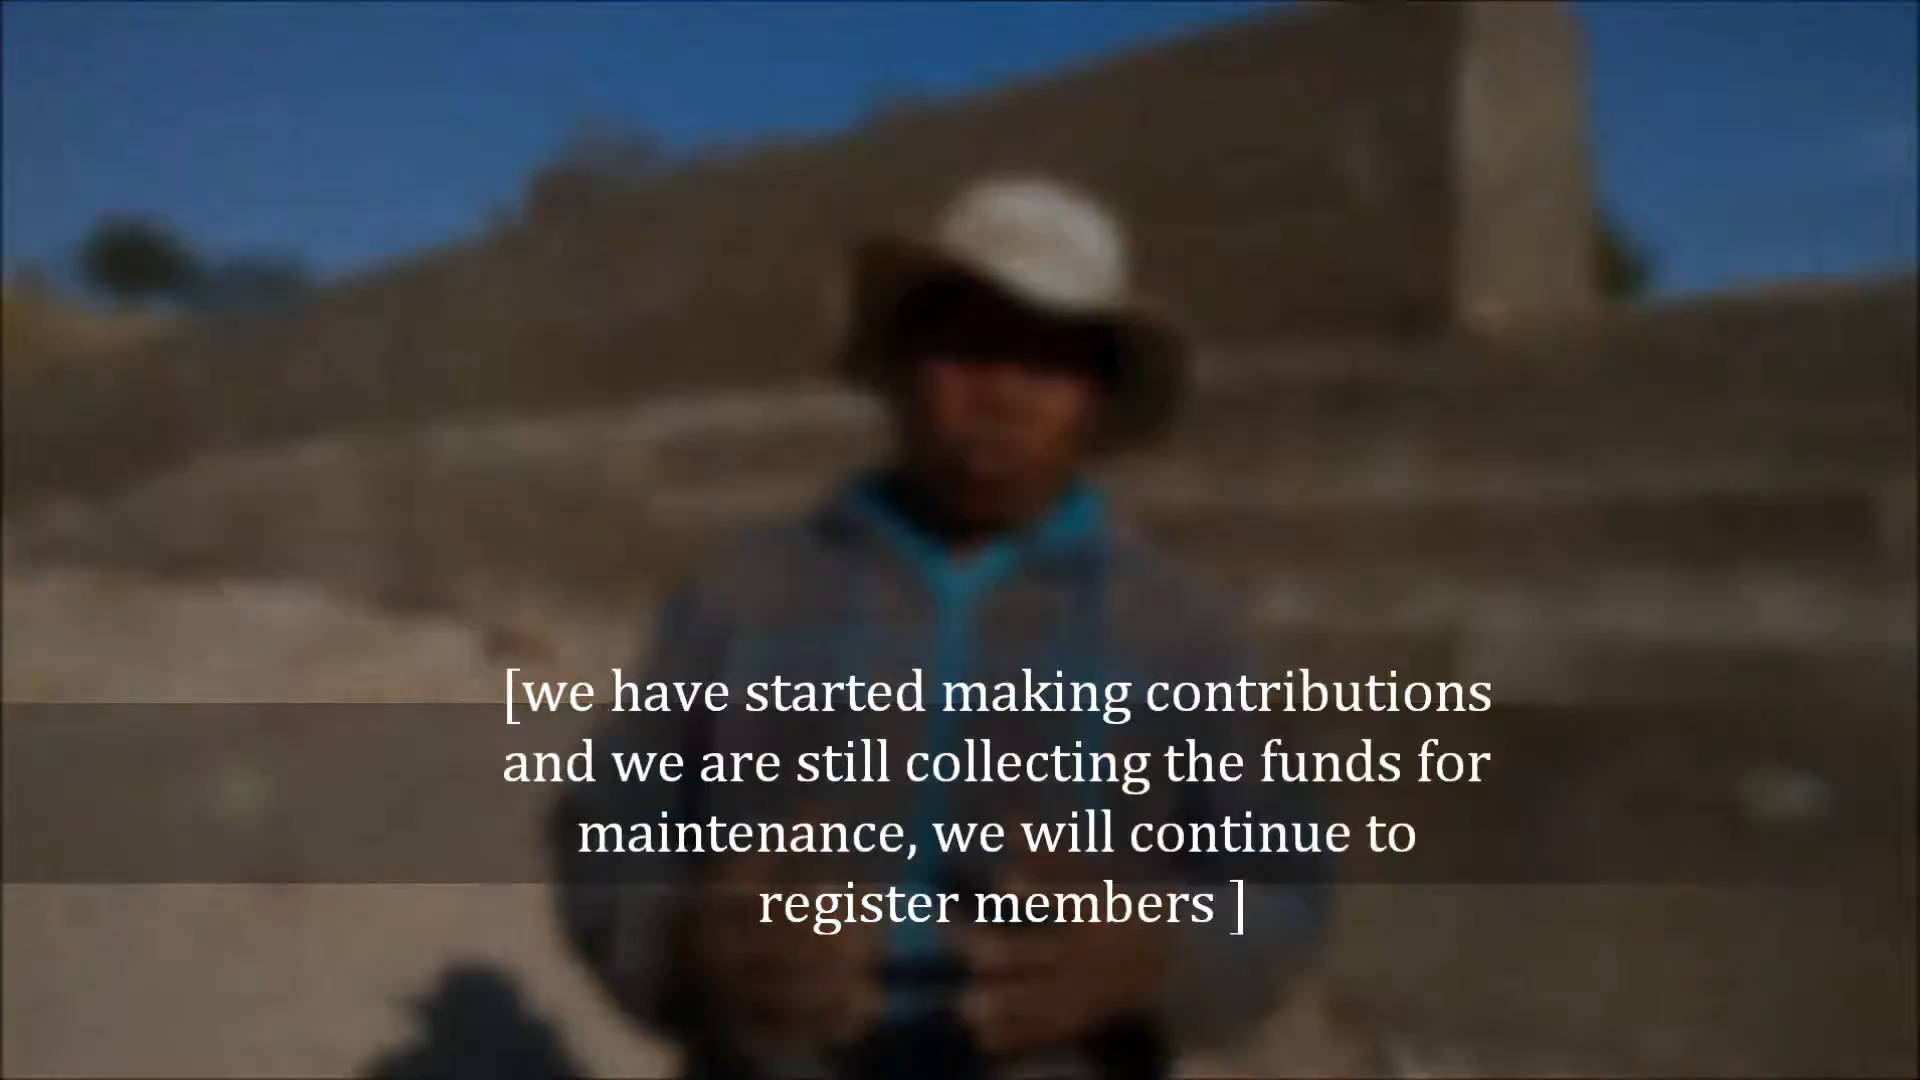 [we have started making contributions
and we are still collecting the funds for
maintenance, we will continue to
register members ]